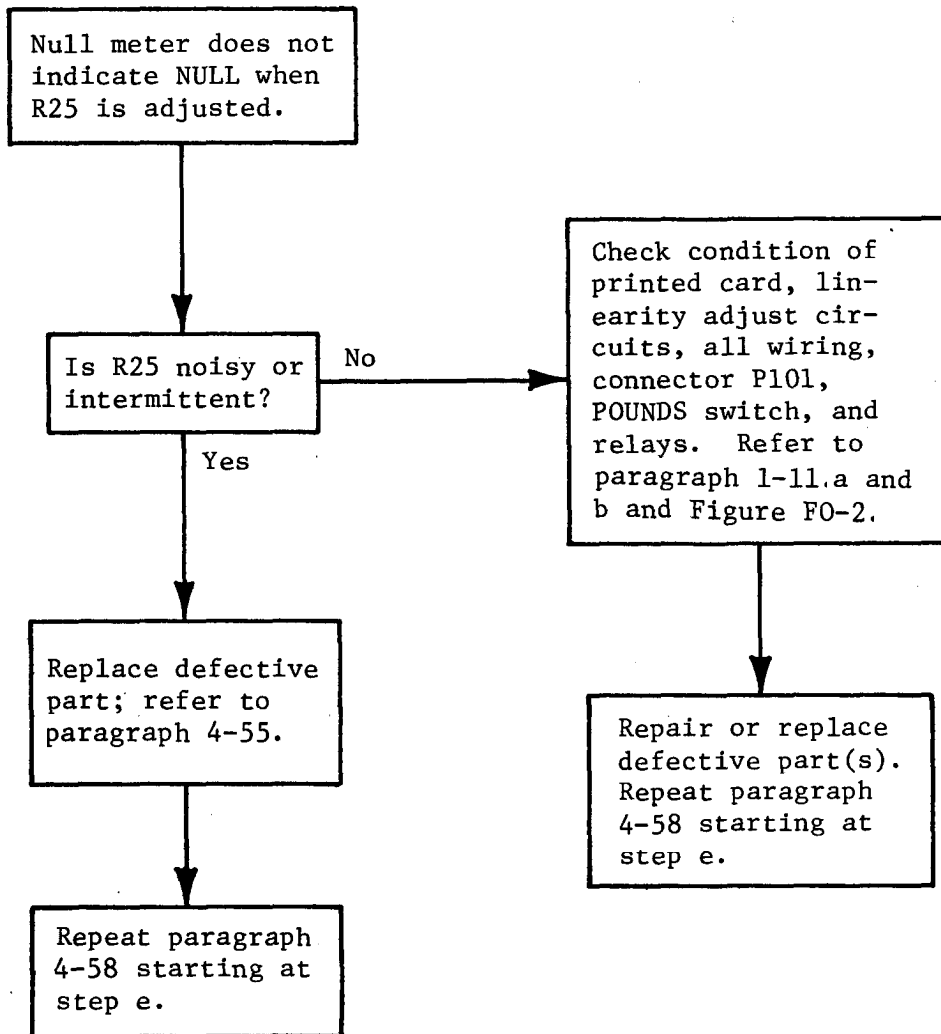 Null meter does not
indicate NULL when
R25 is adjusted.
Is R25 noisy or
intermittent?
No
Yes
Check condition of
printed card, lin-
earity adjust cir-
cuits, all wiring,
connector P101,
POUNDS switch, and
relays. Refer to
paragraph 1-11.a and
b and Figure FO-2.
Replace defective
part; refer to
paragraph 4-55.
Repair or replace
defective part(s).
Repeat paragraph
4-58 starting at
step e.
Repeat paragraph
4-58 starting at
step e.